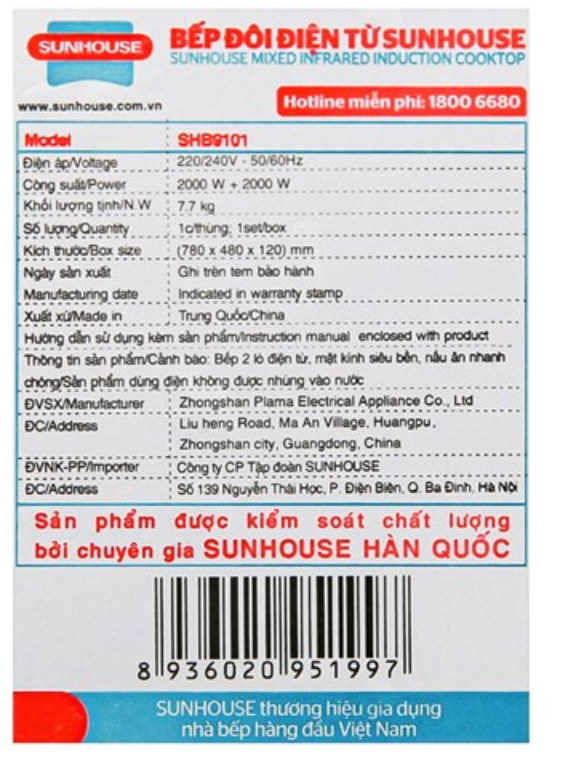 SUNHOUSE
BẾP ĐÔI ĐIỆN TỪ SUNHOUSE
SUNHOUSE MIXED INFRARED INDUCTION COOKTOP
www.sunhouse.com.vn
Hotline miễn phí: 1800 6680
Model SHB9101
Điện áp/Voltage 220/240V - 50/60Hz
Công suất/Power 2000 W + 2000 W
Khối lượng tịnh/N.W 7.7 kg
Số lượng/Quantity 1c/thùng; 1set/box
Kích thước/Box size (780 x 480 x 120) mm
Ngày sản xuất Ghi trên tem bảo hành
Manufacturing date Indicated in warranty stamp
Xuất xứ/Made in Trung Quốc/China
Hướng dẫn sử dụng kèm sản phẩm/Instruction manual enclosed with product
Thông tin sản phẩm/Cảnh báo: Bếp 2 lò điện từ, mặt kính siêu bền, nấu ăn nhanh
chóng/Sản phẩm dùng điện không được nhúng vào nước
ĐVSX/Manufacturer Zhongshan Plama Electrical Appliance Co., Ltd
ĐC/Address Liu heng Road, Ma An Village, Huangpu,
Zhongshan city, Guangdong, China
ĐVNK-PP/Importer Công ty CP Tập đoàn SUNHOUSE
ĐC/Address Số 139 Nguyễn Thái Học, P. Điện Biên, Q. Ba Đình, Hà Nội
Sản phẩm được kiểm soát chất lượng
bởi chuyên gia SUNHOUSE HÀN QUỐC
8 936020 951997
SUNHOUSE thương hiệu gia dụng
nhà bếp hàng đầu Việt Nam